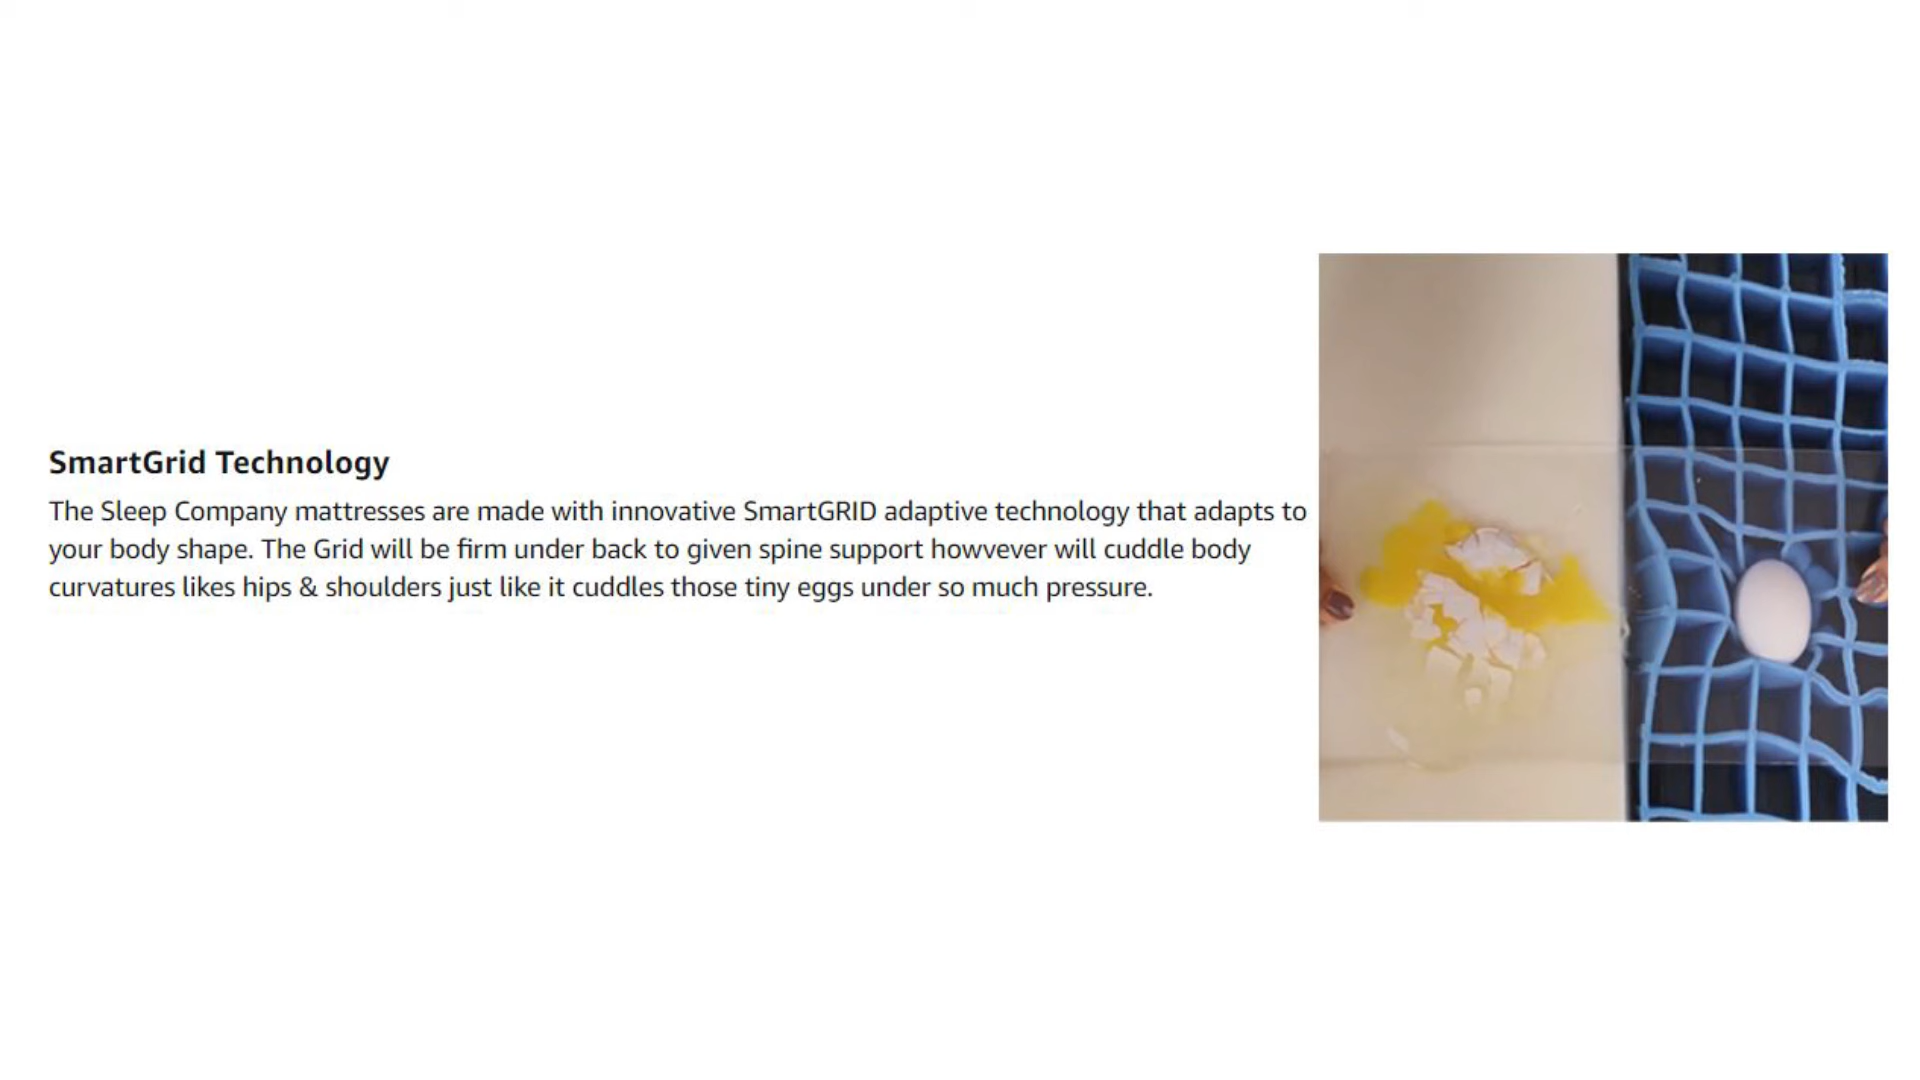 SmartGrid Technology
The Sleep Company mattresses are made with innovative SmartGRID adaptive technology that adapts to
your body shape. The Grid will be firm under back to given spine support howvever will cuddle body
curvatures likes hips & shoulders just like it cuddles those tiny eggs under so much pressure.